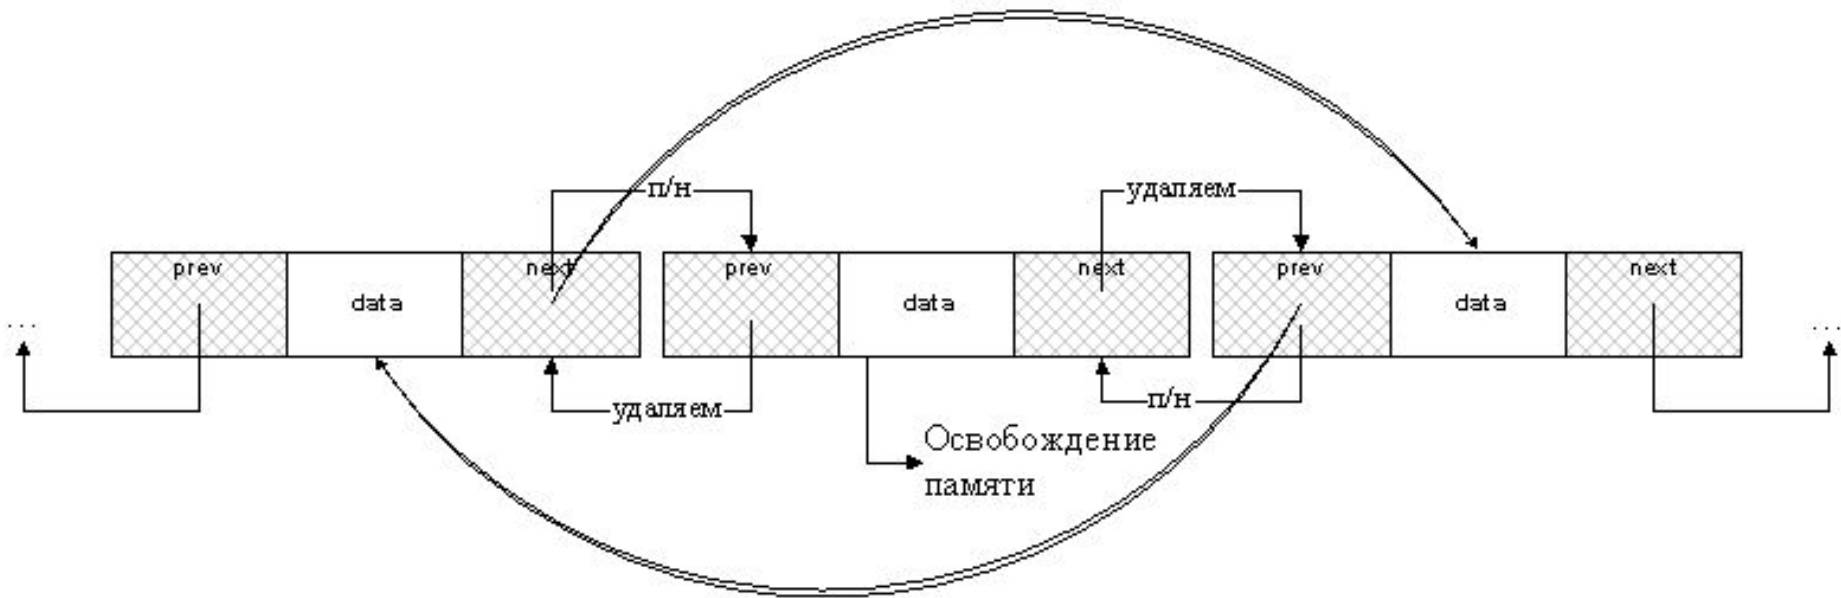 п/н
удаляем
prev
data
next
prev
data
next
prev
data
next
...
...
удаляем
п/н
Освобождение
памяти